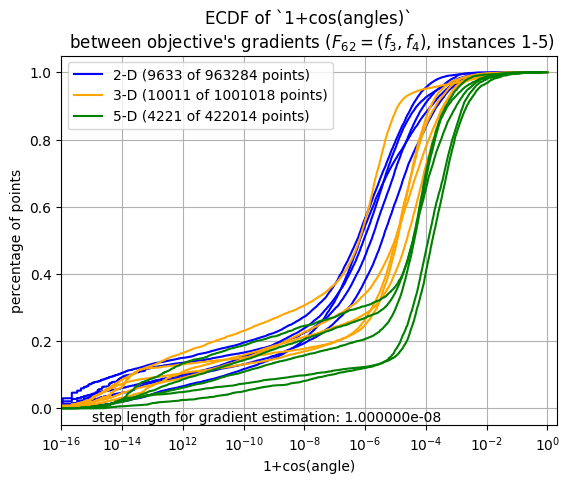 ECDF of `1+cos(angles)`
between objective's gradients (F₆₂ = (f₃, f₄), instances 1-5)
2-D (9633 of 963284 points)
3-D (10011 of 1001018 points)
5-D (4221 of 422014 points)
1.0
0.8
0.6
0.4
0.2
0.0
percentage of points
step length for gradient estimation: 1.000000e-08
10⁻¹⁶ 10⁻¹⁴ 10⁻¹² 10⁻¹⁰ 10⁻⁸ 10⁻⁶ 10⁻⁴ 10⁻² 10⁰
1+cos(angle)